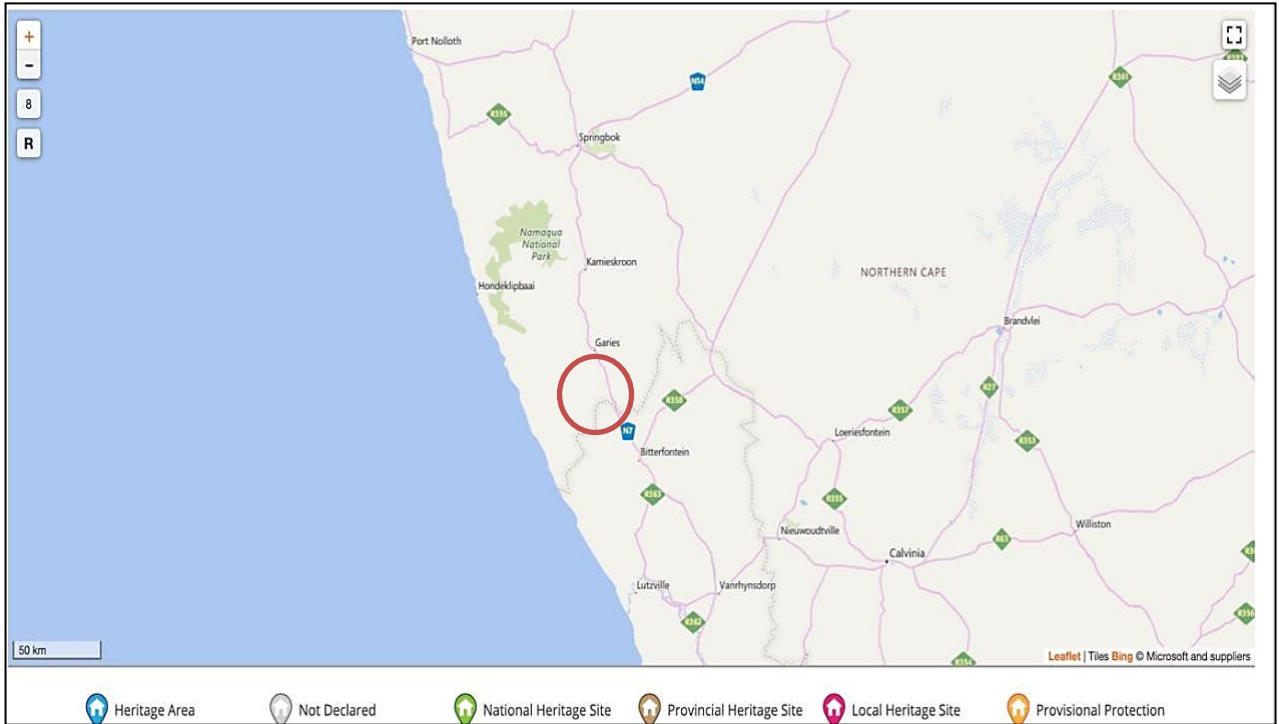 Port Nolloth
+
-
8
R
N14
R361
R355
Springbok
Namaqua
National
Park
Kamieskroon
NORTHERN CAPE
Hondeklipbaai
Brandvlei
Garies
R27
R358
R357
N7
Loeriesfontein
R353
Bitterfontein
R363
R355
Williston
Nieuwoudtville
R63
Calvinia
Lutzville
Vanrhynsdorp
R356
R362
50 km
R354
Leaflet | Tiles Bing © Microsoft and suppliers
Heritage Area
Not Declared
National Heritage Site
Provincial Heritage Site
Local Heritage Site
Provisional Protection